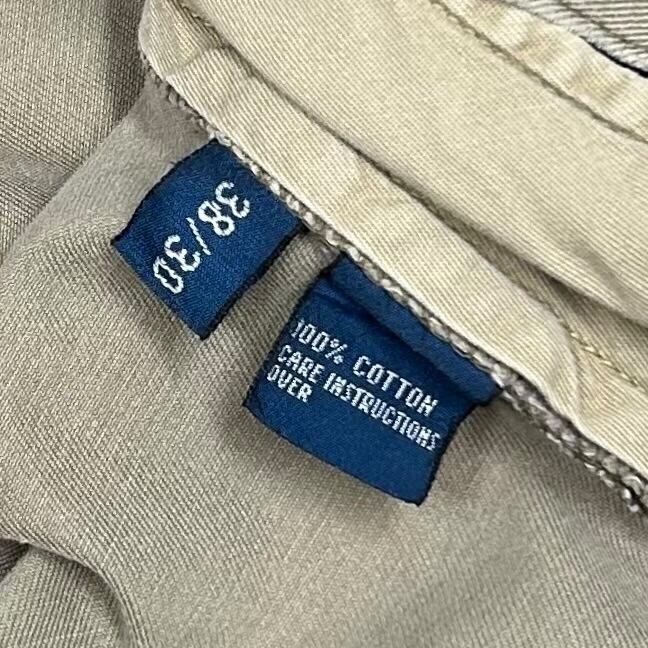 38/30
100% COTTON
CARE INSTRUCTIONS
OVER